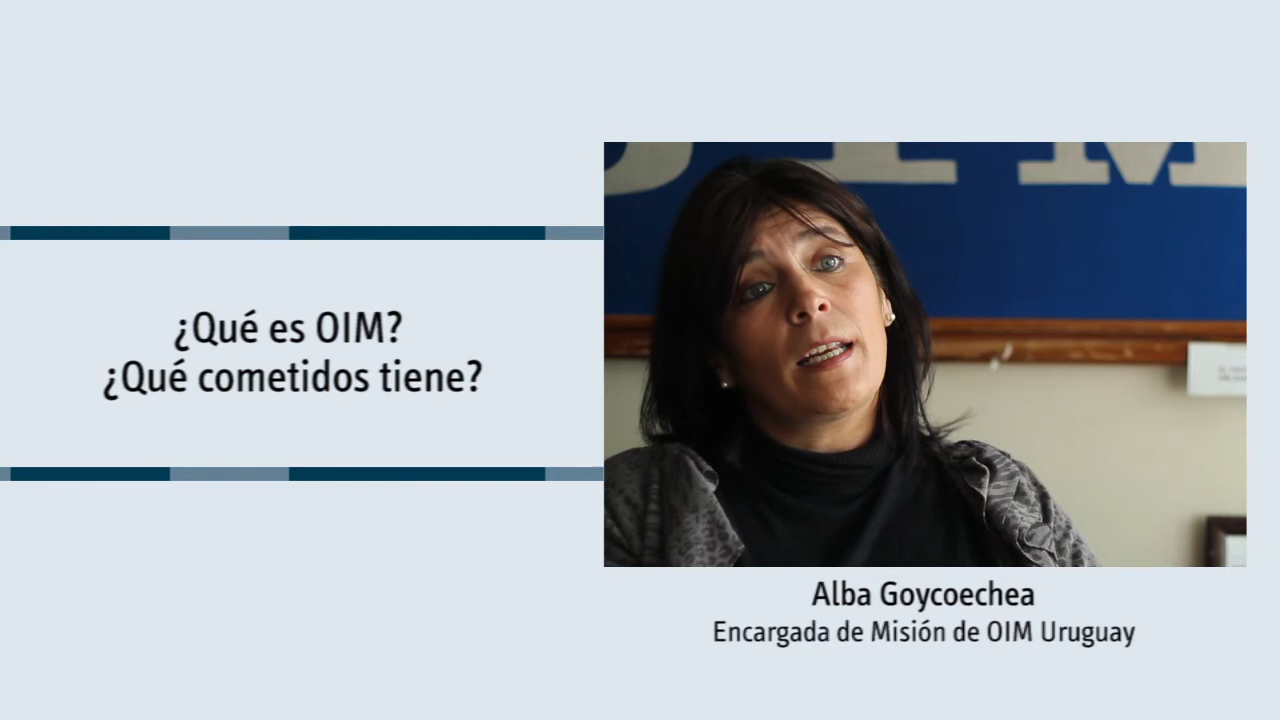 ¿Qué es OIM?
¿Qué cometidos tiene?
Alba Goycoechea
Encargada de Misión de OIM Uruguay